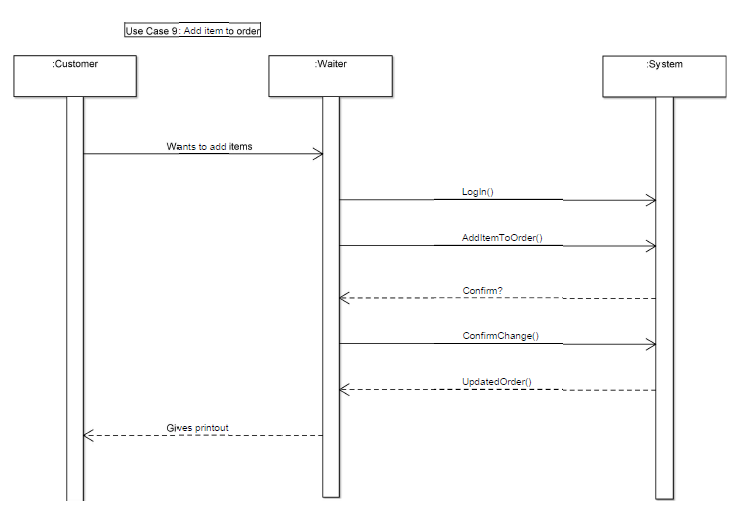 Use Case 9: Add item to order
:Customer
:Waiter
:System
Wants to add items
LogIn()
AddItemToOrder()
Confirm?
ConfirmChange()
UpdatedOrder()
Gives printout